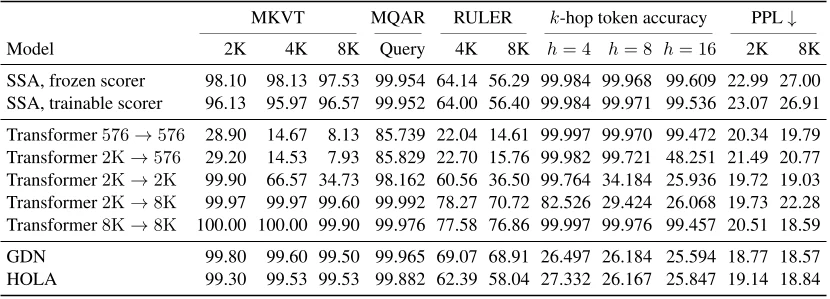 MKVT MQAR RULER k-hop token accuracy PPL ↓
Model 2K 4K 8K Query 4K 8K h = 4 h = 8 h = 16 2K 8K
SSA, frozen scorer 98.10 98.13 97.53 99.954 64.14 56.29 99.984 99.968 99.609 22.99 27.00
SSA, trainable scorer 96.13 95.97 96.57 99.952 64.00 56.40 99.984 99.971 99.536 23.07 26.91
Transformer 576 → 576 28.90 14.67 8.13 85.739 22.04 14.61 99.997 99.970 99.472 20.34 19.79
Transformer 2K → 576 29.20 14.53 7.93 85.829 22.70 15.76 99.982 99.721 48.251 21.49 20.77
Transformer 2K → 2K 99.90 66.57 34.73 98.162 60.56 36.50 99.764 34.184 25.936 19.72 19.03
Transformer 2K → 8K 99.97 99.97 99.60 99.992 78.27 70.72 82.526 29.424 26.068 19.73 22.28
Transformer 8K → 8K 100.00 100.00 99.90 99.976 77.58 76.86 99.997 99.976 99.457 20.51 18.59
GDN 99.80 99.60 99.50 99.965 69.07 68.91 26.497 26.184 25.594 18.77 18.57
HOLA 99.30 99.53 99.53 99.882 62.39 58.04 27.332 26.167 25.847 19.14 18.84